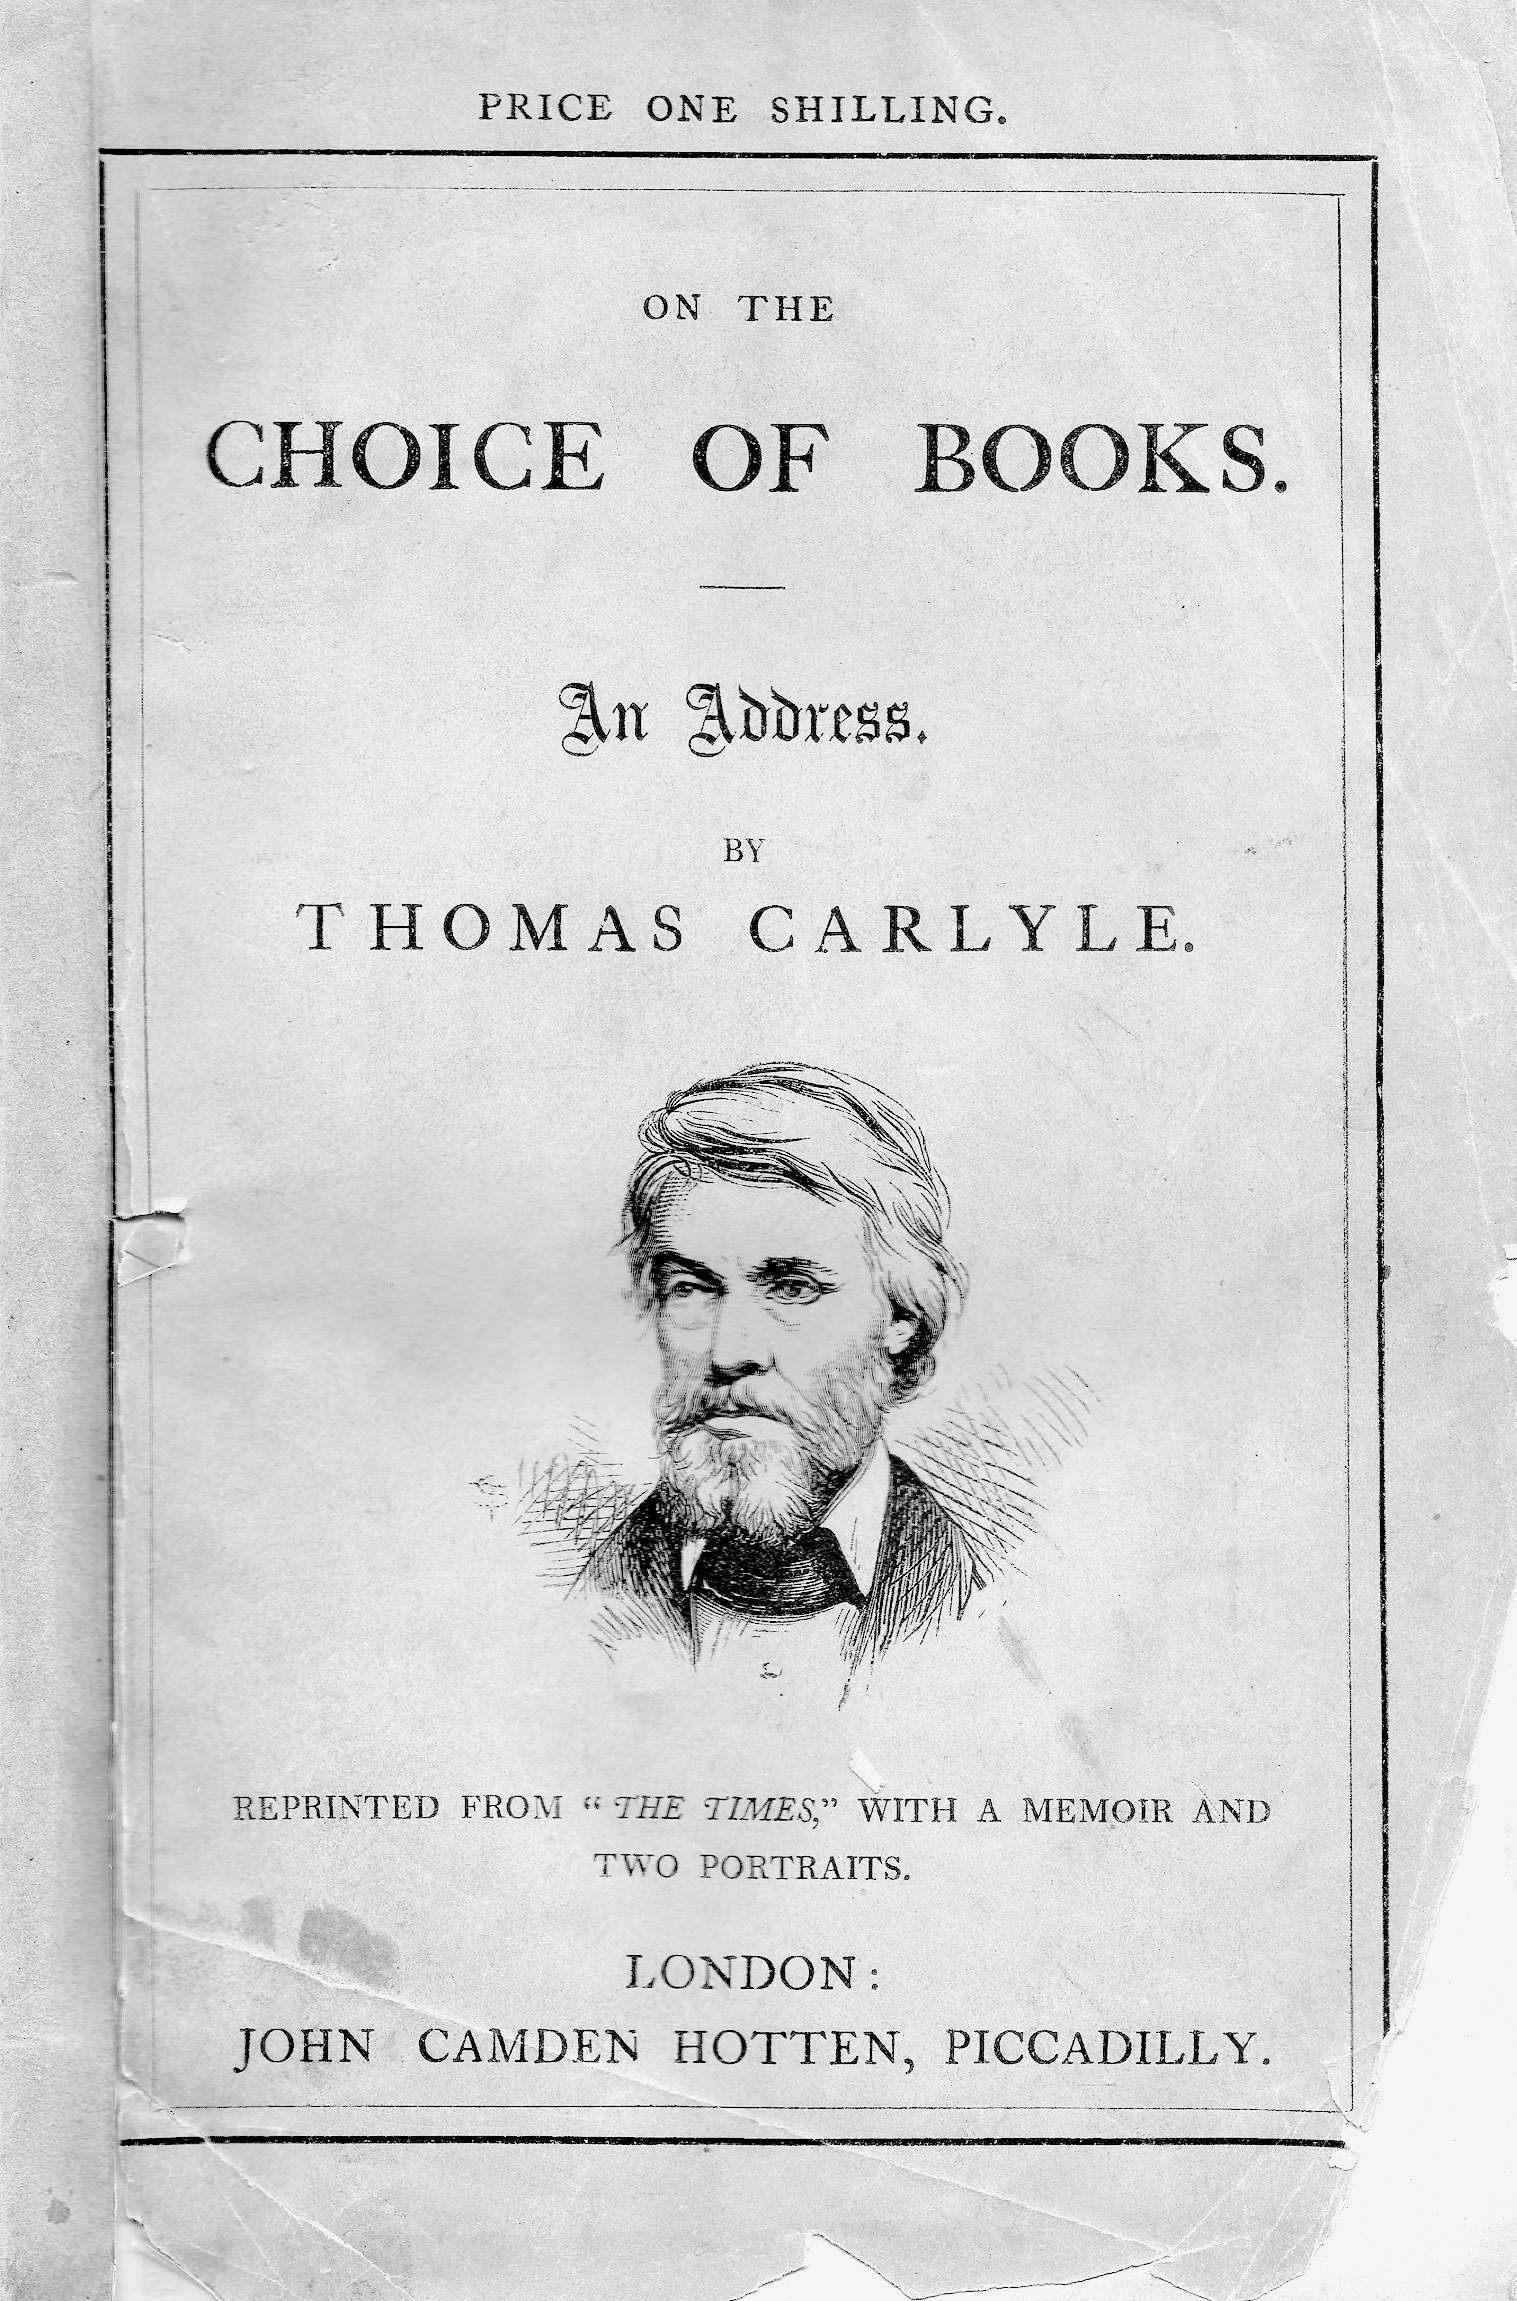 PRICE ONE SHILLING.
ON THE
CHOICE OF BOOKS.
An Address.
BY
THOMAS CARLYLE.
REPRINTED FROM “THE TIMES,” WITH A MEMOIR AND
TWO PORTRAITS.
LONDON:
JOHN CAMDEN HOTTEN, PICCADILLY.